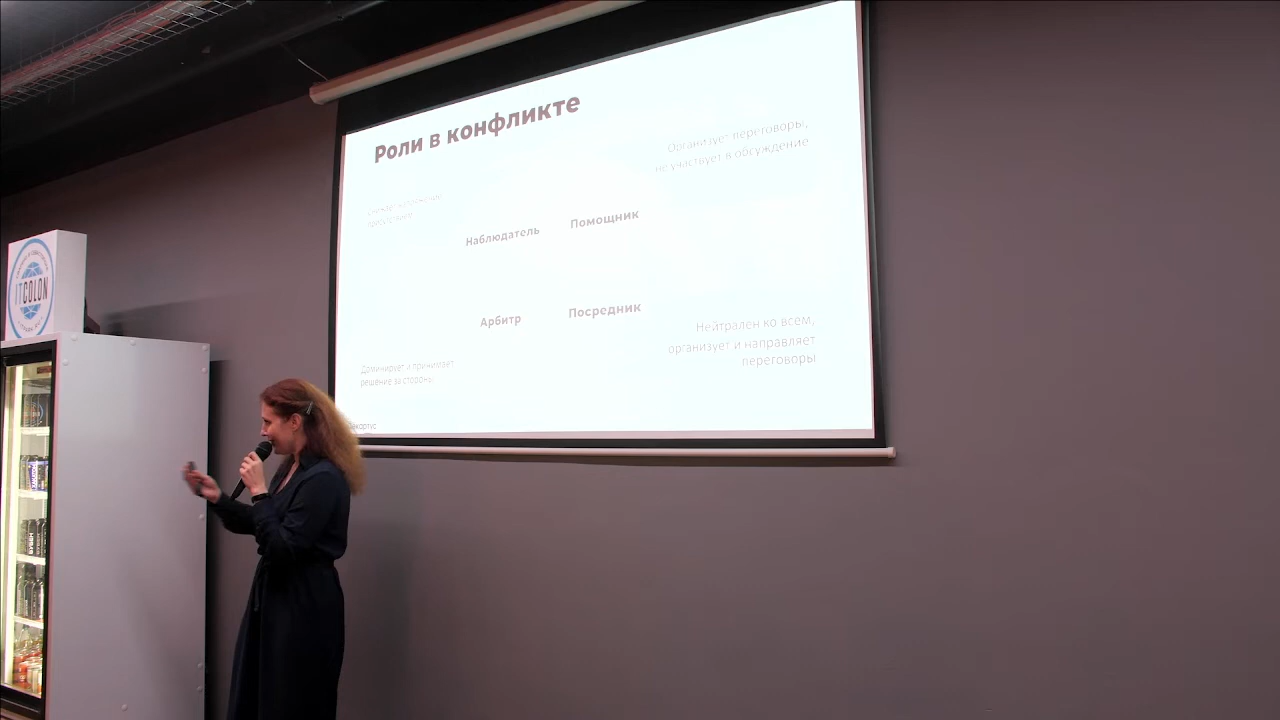 Роли в конфликте
Организует переговоры,
не участвует в обсуждение
Наблюдатель
Помощник
Арбитр
Посредник
Нейтрален ко всем,
организует и направляет
переговоры
Доминирует и принимает
решение за стороны
ITCOLON